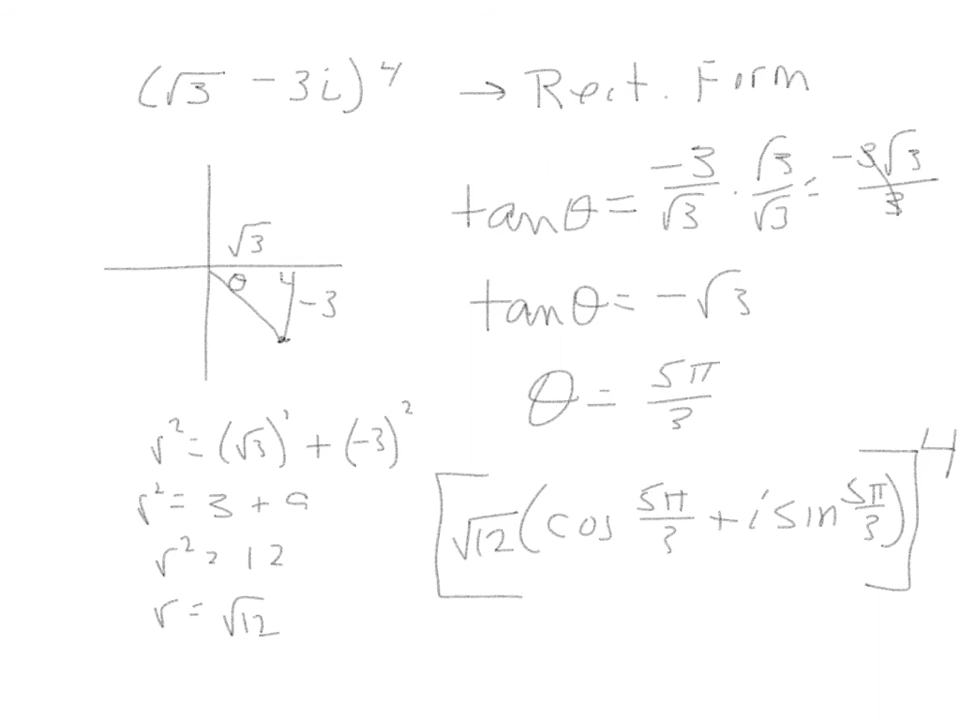 (√3 - 3i)^4 → Rect. Form
tanθ = -3/√3 · √3/√3 = -3√3/3
√3
θ
-3
tanθ = -√3
θ = 5π/3
r² = (√3)² + (-3)²
r² = 3 + 9
r² = 12
r = √12
[√12(cos 5π/3 + i sin 5π/3)]^4